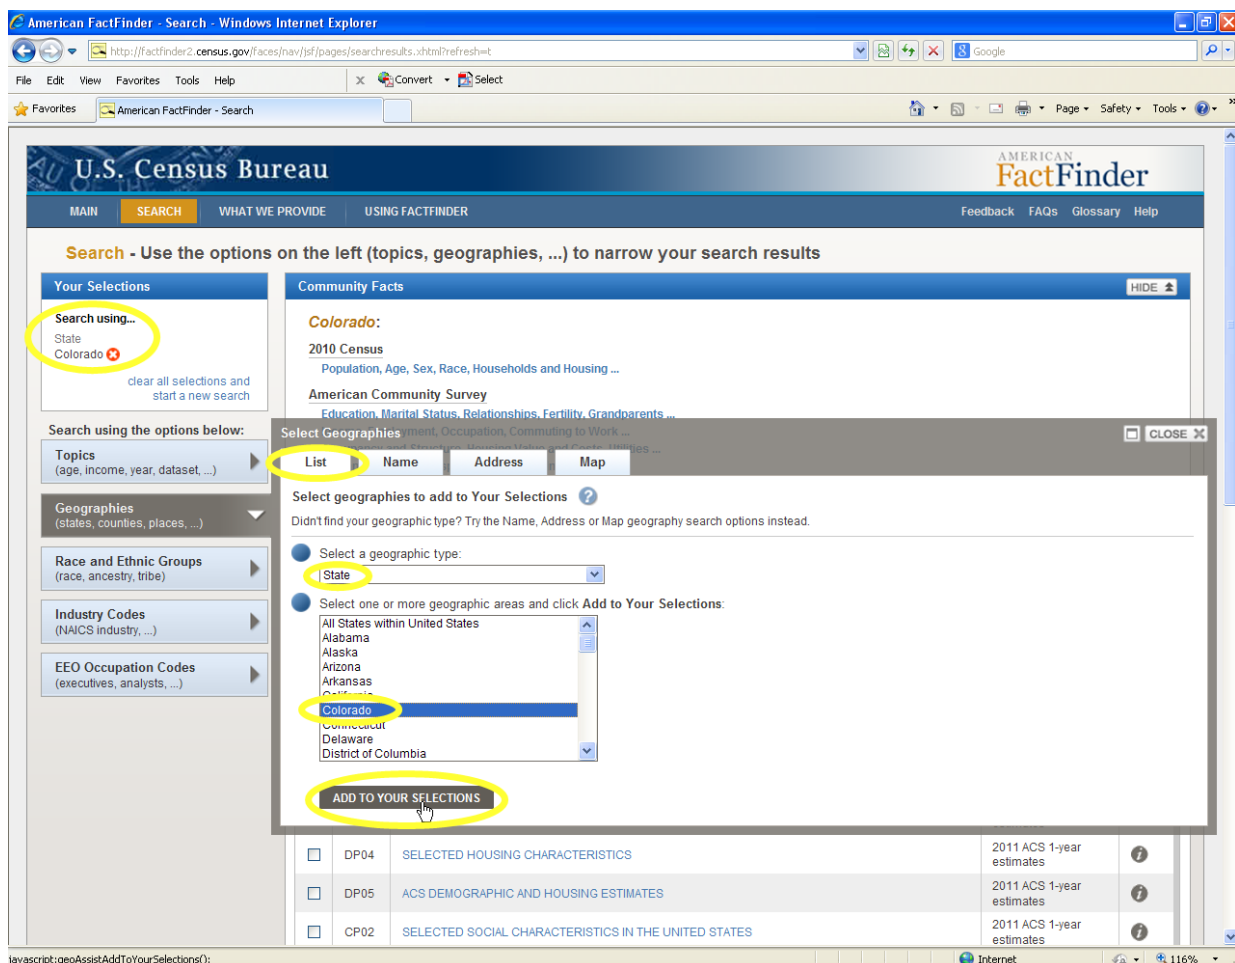 American FactFinder - Search - Windows Internet Explorer
http://factfinder2.census.gov/faces/nav/jsf/pages/searchresults.xhtml?refresh=t
Google
File Edit View Favorites Tools Help
x Convert Select
Favorites American FactFinder - Search
Page Safety Tools
U.S. Census Bureau
AMERICAN
FactFinder
MAIN SEARCH WHAT WE PROVIDE USING FACTFINDER
Feedback FAQs Glossary Help
Search - Use the options on the left (topics, geographies, ...) to narrow your search results
Your Selections
Search using...
State
Colorado
clear all selections and
start a new search
Community Facts
HIDE
Colorado:
2010 Census
Population, Age, Sex, Race, Households and Housing ...
American Community Survey
Education, Marital Status, Relationships, Fertility, Grandparents ...
Search using the options below:
Topics
(age, income, year, dataset, ...)
Geographies
(states, counties, places, ...)
Race and Ethnic Groups
(race, ancestry, tribe)
Industry Codes
(NAICS industry, ...)
EEO Occupation Codes
(executives, analysts, ...)
Select Geographies
CLOSE X
List Name Address Map
Select geographies to add to Your Selections ?
Didn't find your geographic type? Try the Name, Address or Map geography search options instead.
Select a geographic type:
State
Select one or more geographic areas and click Add to Your Selections:
All States within United States
Alabama
Alaska
Arizona
Arkansas
California
Colorado
Connecticut
Delaware
District of Columbia
ADD TO YOUR SELECTIONS
DP04 SELECTED HOUSING CHARACTERISTICS 2011 ACS 1-year
estimates
DP05 ACS DEMOGRAPHIC AND HOUSING ESTIMATES 2011 ACS 1-year
estimates
CP02 SELECTED SOCIAL CHARACTERISTICS IN THE UNITED STATES 2011 ACS 1-year
estimates
javascript:geoAssistAddToYourSelections();
Internet 116%